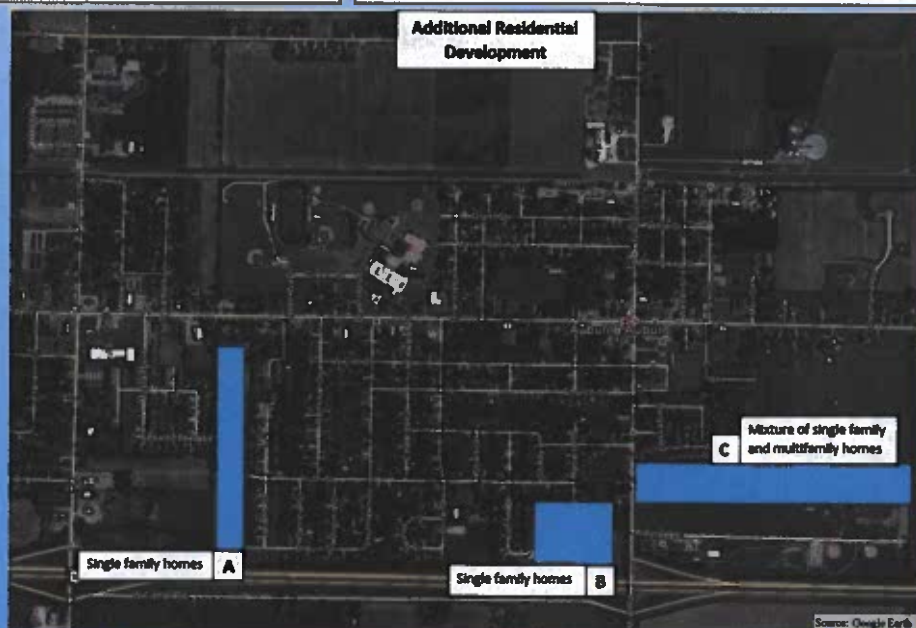 Additional Residential
Development
C
Mixture of single family
and multifamily homes
Single family homes
A
Single family homes
B
Source: Google Earth